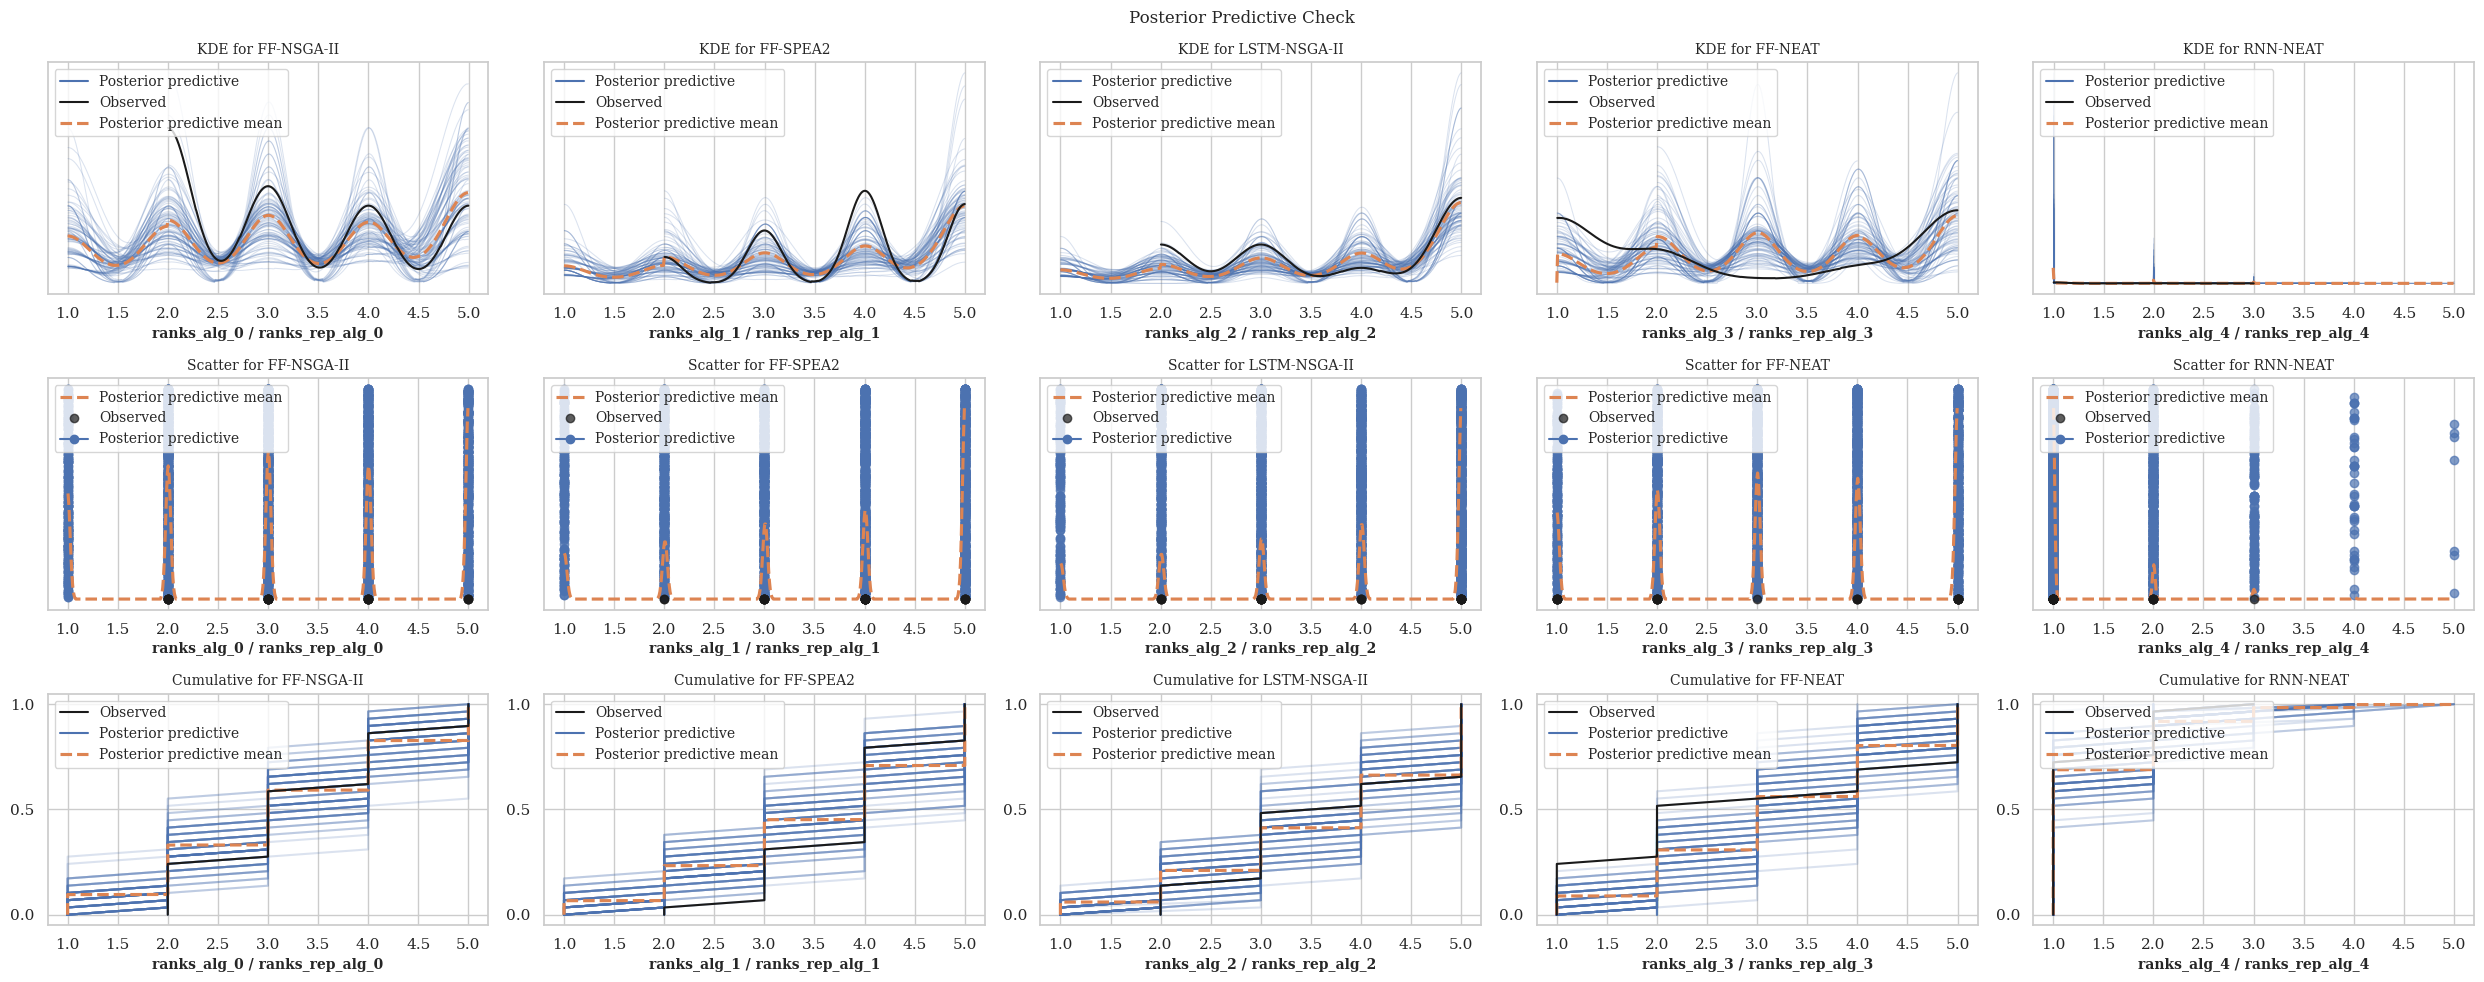 Posterior Predictive Check
KDE for FF-NSGA-II
Posterior predictive
Observed
Posterior predictive mean
1.0 1.5 2.0 2.5 3.0 3.5 4.0 4.5 5.0
ranks_alg_0 / ranks_rep_alg_0
KDE for FF-SPEA2
Posterior predictive
Observed
Posterior predictive mean
1.0 1.5 2.0 2.5 3.0 3.5 4.0 4.5 5.0
ranks_alg_1 / ranks_rep_alg_1
KDE for LSTM-NSGA-II
Posterior predictive
Observed
Posterior predictive mean
1.0 1.5 2.0 2.5 3.0 3.5 4.0 4.5 5.0
ranks_alg_2 / ranks_rep_alg_2
KDE for FF-NEAT
Posterior predictive
Observed
Posterior predictive mean
1.0 1.5 2.0 2.5 3.0 3.5 4.0 4.5 5.0
ranks_alg_3 / ranks_rep_alg_3
KDE for RNN-NEAT
Posterior predictive
Observed
Posterior predictive mean
1.0 1.5 2.0 2.5 3.0 3.5 4.0 4.5 5.0
ranks_alg_4 / ranks_rep_alg_4
Scatter for FF-NSGA-II
Posterior predictive mean
Observed
Posterior predictive
1.0 1.5 2.0 2.5 3.0 3.5 4.0 4.5 5.0
ranks_alg_0 / ranks_rep_alg_0
Scatter for FF-SPEA2
Posterior predictive mean
Observed
Posterior predictive
1.0 1.5 2.0 2.5 3.0 3.5 4.0 4.5 5.0
ranks_alg_1 / ranks_rep_alg_1
Scatter for LSTM-NSGA-II
Posterior predictive mean
Observed
Posterior predictive
1.0 1.5 2.0 2.5 3.0 3.5 4.0 4.5 5.0
ranks_alg_2 / ranks_rep_alg_2
Scatter for FF-NEAT
Posterior predictive mean
Observed
Posterior predictive
1.0 1.5 2.0 2.5 3.0 3.5 4.0 4.5 5.0
ranks_alg_3 / ranks_rep_alg_3
Scatter for RNN-NEAT
Posterior predictive mean
Observed
Posterior predictive
1.0 1.5 2.0 2.5 3.0 3.5 4.0 4.5 5.0
ranks_alg_4 / ranks_rep_alg_4
Cumulative for FF-NSGA-II
1.0
0.5
0.0
Observed
Posterior predictive
Posterior predictive mean
1.0 1.5 2.0 2.5 3.0 3.5 4.0 4.5 5.0
ranks_alg_0 / ranks_rep_alg_0
Cumulative for FF-SPEA2
1.0
0.5
0.0
Observed
Posterior predictive
Posterior predictive mean
1.0 1.5 2.0 2.5 3.0 3.5 4.0 4.5 5.0
ranks_alg_1 / ranks_rep_alg_1
Cumulative for LSTM-NSGA-II
1.0
0.5
0.0
Observed
Posterior predictive
Posterior predictive mean
1.0 1.5 2.0 2.5 3.0 3.5 4.0 4.5 5.0
ranks_alg_2 / ranks_rep_alg_2
Cumulative for FF-NEAT
1.0
0.5
0.0
Observed
Posterior predictive
Posterior predictive mean
1.0 1.5 2.0 2.5 3.0 3.5 4.0 4.5 5.0
ranks_alg_3 / ranks_rep_alg_3
Cumulative for RNN-NEAT
1.0
0.5
0.0
Observed
Posterior predictive
Posterior predictive mean
1.0 1.5 2.0 2.5 3.0 3.5 4.0 4.5 5.0
ranks_alg_4 / ranks_rep_alg_4